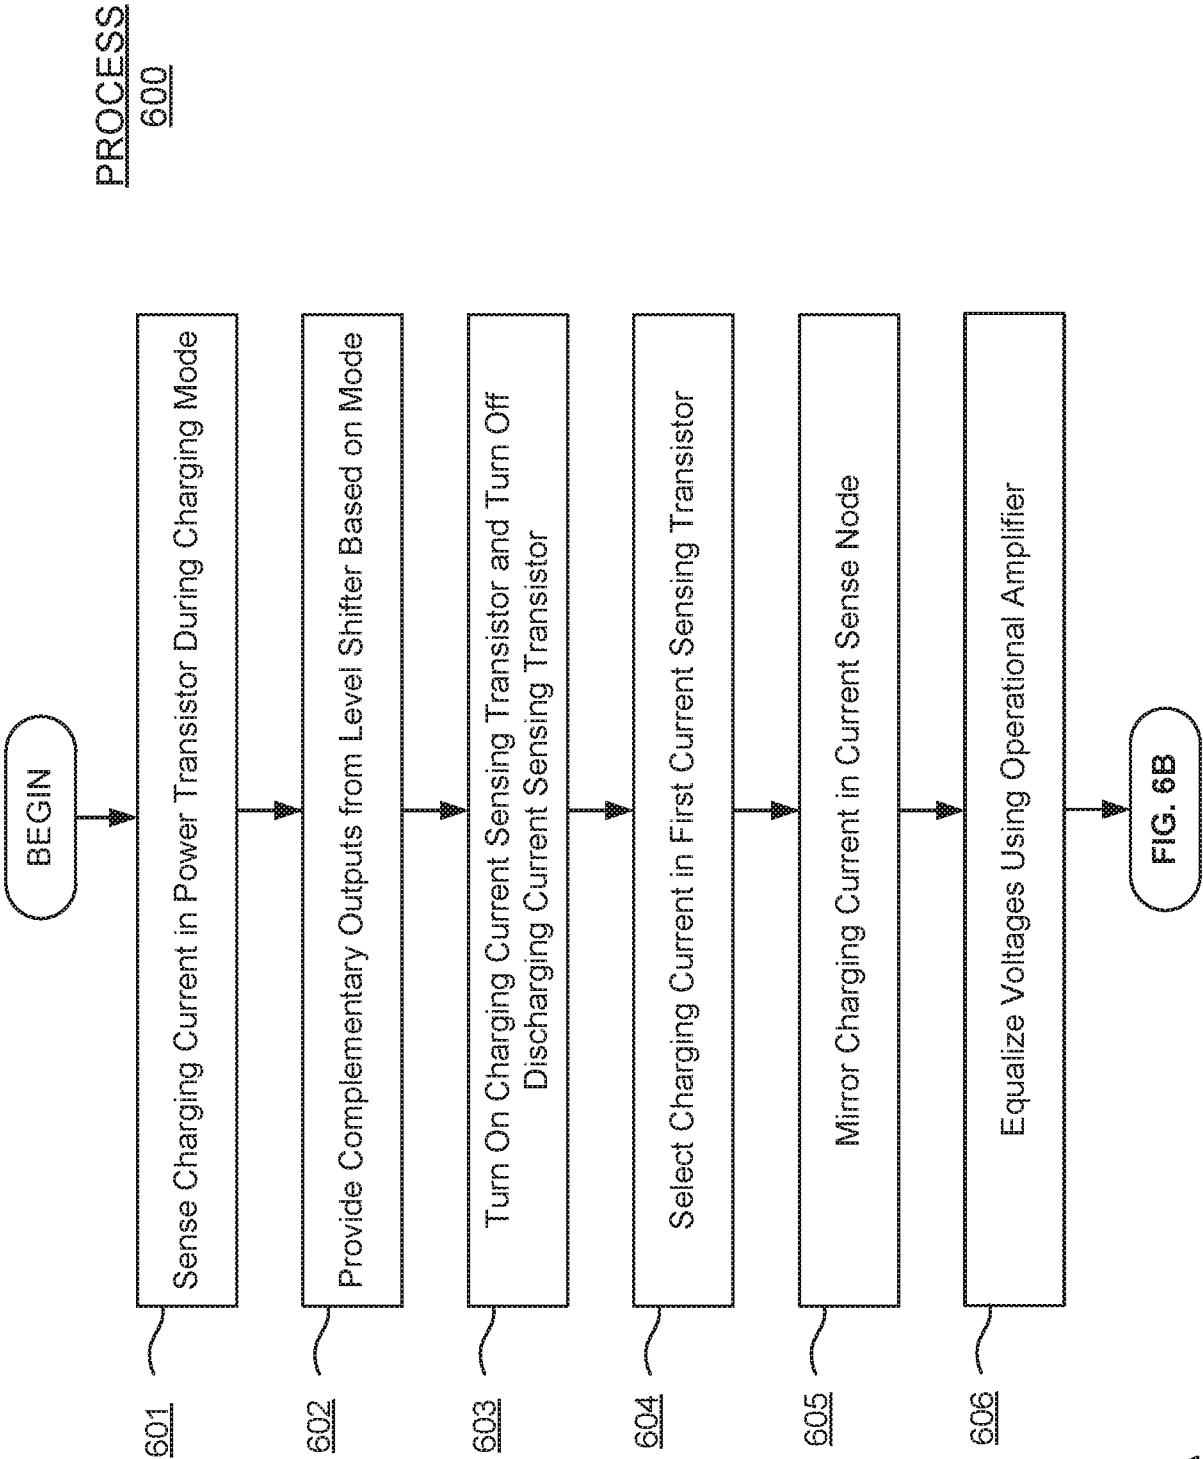 PROCESS
600
BEGIN
601
Sense Charging Current in Power Transistor During Charging Mode
602
Provide Complementary Outputs from Level Shifter Based on Mode
603
Turn On Charging Current Sensing Transistor and Turn Off
Discharging Current Sensing Transistor
604
Select Charging Current in First Current Sensing Transistor
605
Mirror Charging Current in Current Sense Node
606
Equalize Voltages Using Operational Amplifier
FIG. 6B